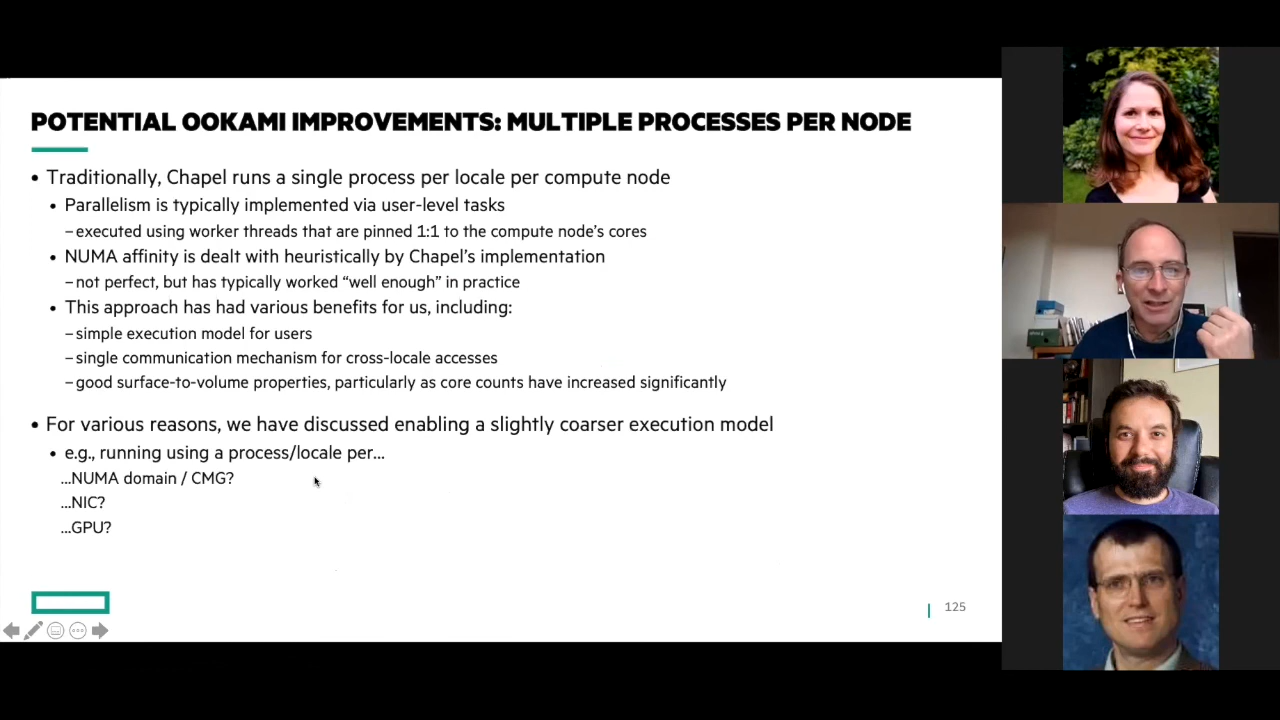 POTENTIAL OOKAMI IMPROVEMENTS: MULTIPLE PROCESSES PER NODE
• Traditionally, Chapel runs a single process per locale per compute node
• Parallelism is typically implemented via user-level tasks
– executed using worker threads that are pinned 1:1 to the compute node’s cores
• NUMA affinity is dealt with heuristically by Chapel’s implementation
– not perfect, but has typically worked “well enough” in practice
• This approach has had various benefits for us, including:
– simple execution model for users
– single communication mechanism for cross-locale accesses
– good surface-to-volume properties, particularly as core counts have increased significantly
• For various reasons, we have discussed enabling a slightly coarser execution model
• e.g., running using a process/locale per…
…NUMA domain / CMG?
…NIC?
…GPU?
125